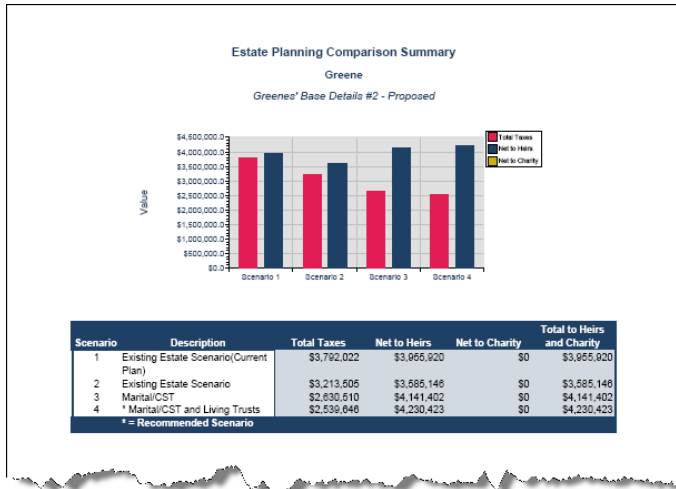 Estate Planning Comparison Summary
Greene
Greenes' Base Details #2 - Proposed
$4,500,000.0
$4,000,000.0
$3,500,000.0
$3,000,000.0
$2,500,000.0
$2,000,000.0
$1,500,000.0
$1,000,000.0
$500,000.0
$0.0
Value
Scenario 1 Scenario 2 Scenario 3 Scenario 4
Total Taxes
Net to Heirs
Net to Charity
Total to Heirs
Scenario Description Total Taxes Net to Heirs Net to Charity and Charity
1 Existing Estate Scenario(Current $3,792,022 $3,955,920 $0 $3,955,920
Plan)
2 Existing Estate Scenario $3,213,505 $3,585,146 $0 $3,585,146
3 Marital/CST $2,630,510 $4,141,402 $0 $4,141,402
4 * Marital/CST and Living Trusts $2,539,646 $4,230,423 $0 $4,230,423
* = Recommended Scenario